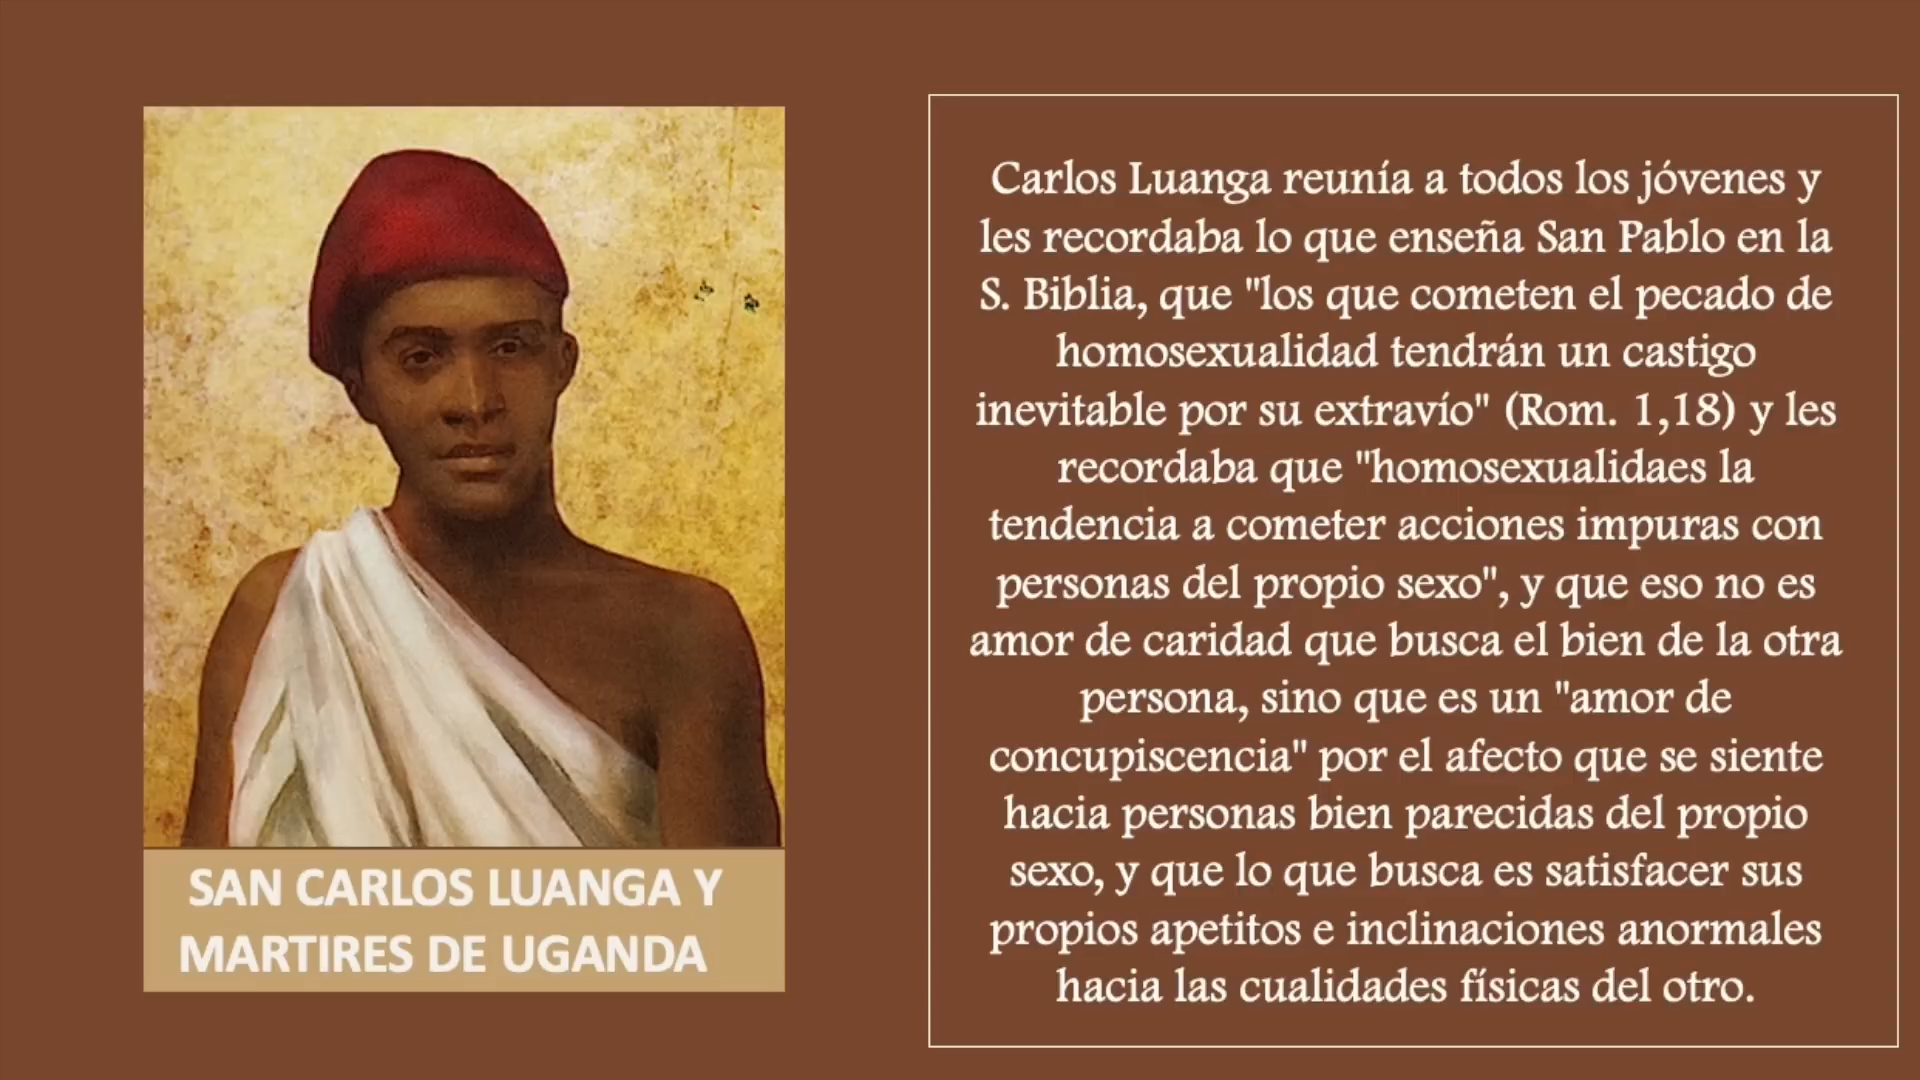 SAN CARLOS LUANGA Y
MARTIRES DE UGANDA
Carlos Luanga reunía a todos los jóvenes y
les recordaba lo que enseña San Pablo en la
S. Biblia, que "los que cometen el pecado de
homosexualidad tendrán un castigo
inevitable por su extravío" (Rom. 1,18) y les
recordaba que "homosexualidaes la
tendencia a cometer acciones impuras con
personas del propio sexo", y que eso no es
amor de caridad que busca el bien de la otra
persona, sino que es un "amor de
concupiscencia" por el afecto que se siente
hacia personas bien parecidas del propio
sexo, y que lo que busca es satisfacer sus
propios apetitos e inclinaciones anormales
hacia las cualidades físicas del otro.